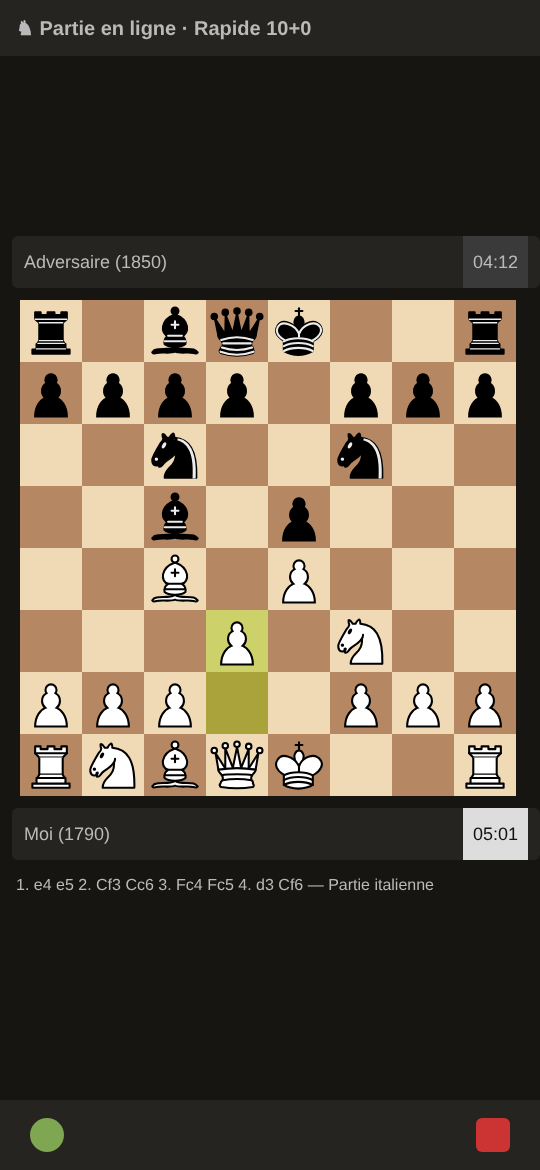 ♞ Partie en ligne · Rapide 10+0
Adversaire (1850)
04:12
Moi (1790)
05:01
1. e4 e5 2. Cf3 Cc6 3. Fc4 Fc5 4. d3 Cf6 — Partie italienne